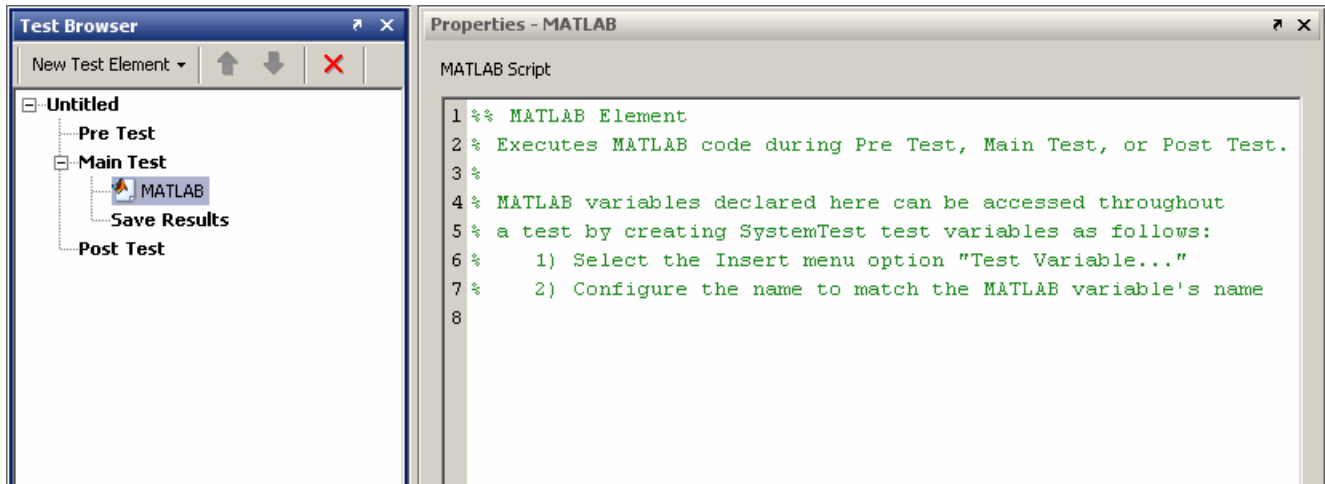 Test Browser
New Test Element
Untitled
Pre Test
Main Test
MATLAB
Save Results
Post Test
Properties - MATLAB
MATLAB Script
1 %% MATLAB Element
2 % Executes MATLAB code during Pre Test, Main Test, or Post Test.
3 %
4 % MATLAB variables declared here can be accessed throughout
5 % a test by creating SystemTest test variables as follows:
6 %    1) Select the Insert menu option "Test Variable..."
7 %    2) Configure the name to match the MATLAB variable's name
8